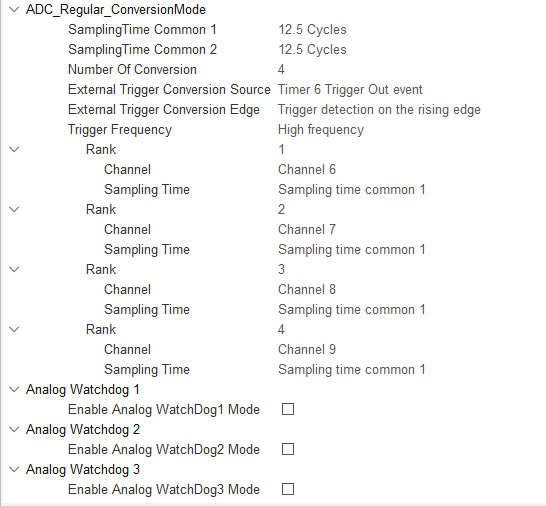 ADC_Regular_ConversionMode
SamplingTime Common 1 12.5 Cycles
SamplingTime Common 2 12.5 Cycles
Number Of Conversion 4
External Trigger Conversion Source Timer 6 Trigger Out event
External Trigger Conversion Edge Trigger detection on the rising edge
Trigger Frequency High frequency
Rank 1
Channel Channel 6
Sampling Time Sampling time common 1
Rank 2
Channel Channel 7
Sampling Time Sampling time common 1
Rank 3
Channel Channel 8
Sampling Time Sampling time common 1
Rank 4
Channel Channel 9
Sampling Time Sampling time common 1
Analog Watchdog 1
Enable Analog WatchDog1 Mode
Analog Watchdog 2
Enable Analog WatchDog2 Mode
Analog Watchdog 3
Enable Analog WatchDog3 Mode